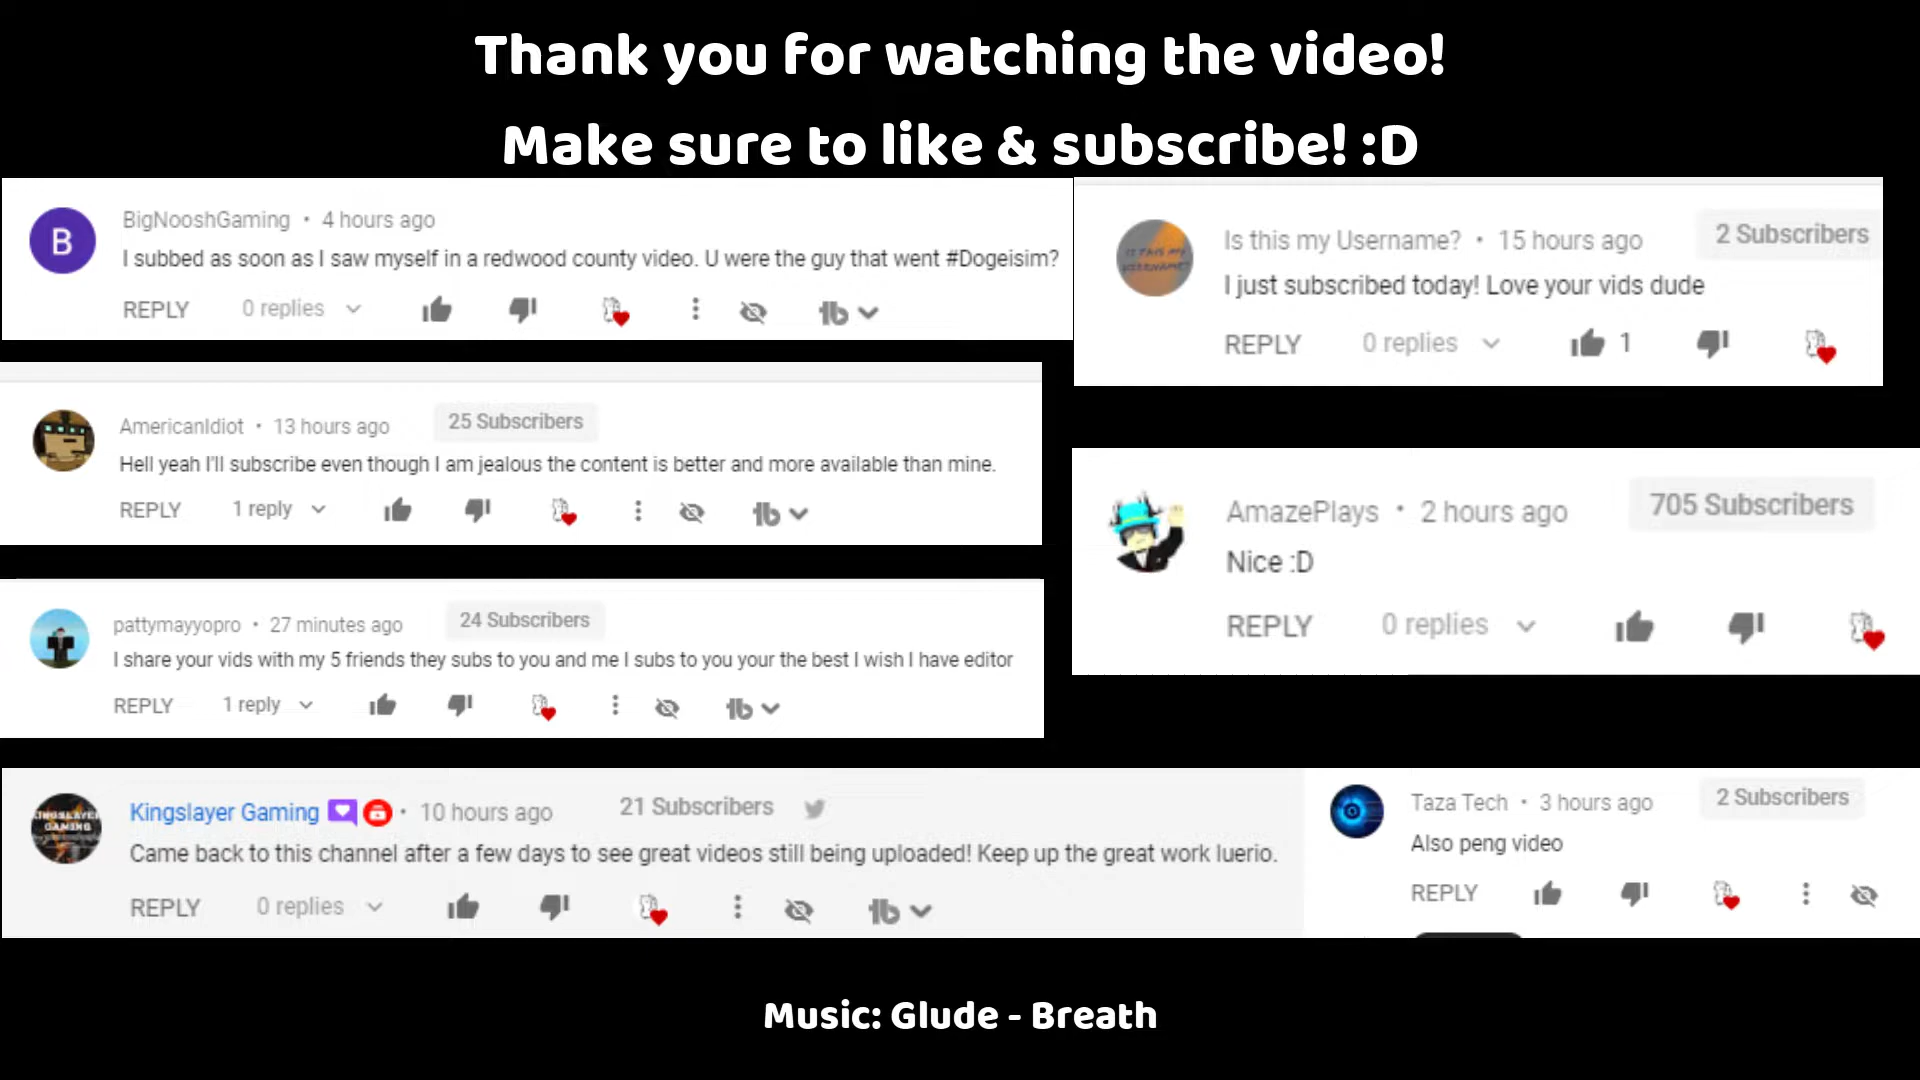 Thank you for watching the video!
Make sure to like & subscribe! :D
B
BigNooshGaming • 4 hours ago
I subbed as soon as I saw myself in a redwood county video. U were the guy that went #Dogeisim?
REPLY 0 replies
Is this my Username? • 15 hours ago 2 Subscribers
IS THIS MY USERNAME?
I just subscribed today! Love your vids dude
REPLY 0 replies 1
AmericanIdiot • 13 hours ago 25 Subscribers
Hell yeah I'll subscribe even though I am jealous the content is better and more available than mine.
REPLY 1 reply
AmazePlays • 2 hours ago 705 Subscribers
Nice :D
REPLY 0 replies
pattymayyopro • 27 minutes ago 24 Subscribers
I share your vids with my 5 friends they subs to you and me I subs to you your the best I wish I have editor
REPLY 1 reply
KINGSLAYER
GAMING
Kingslayer Gaming • 10 hours ago 21 Subscribers
Came back to this channel after a few days to see great videos still being uploaded! Keep up the great work luerio.
REPLY 0 replies
Taza Tech • 3 hours ago 2 Subscribers
Also peng video
REPLY
Music: Glude - Breath